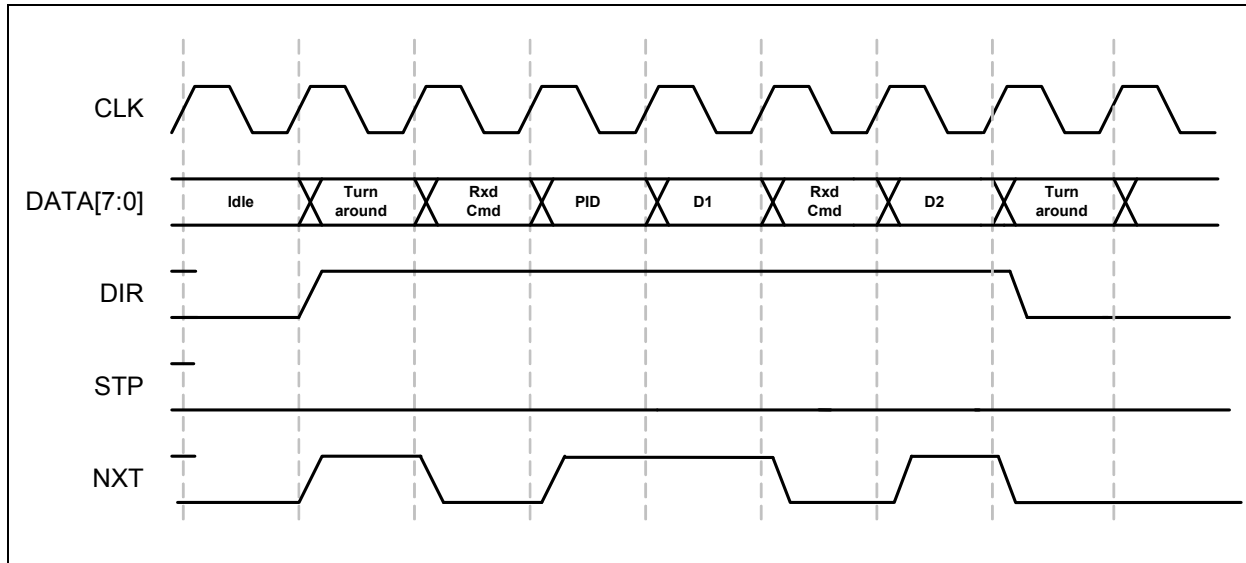 CLK
DATA[7:0]
Idle
Turn
around
Rxd
Cmd
PID
D1
Rxd
Cmd
D2
Turn
around
DIR
STP
NXT